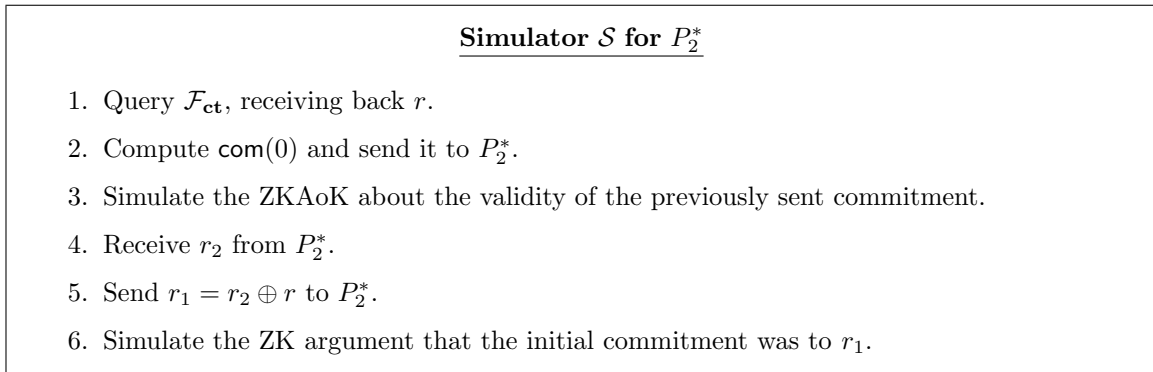 Simulator 𝒮 for P₂*
1. Query ℱ_ct, receiving back r.
2. Compute com(0) and send it to P₂*.
3. Simulate the ZKAoK about the validity of the previously sent commitment.
4. Receive r₂ from P₂*.
5. Send r₁ = r₂ ⊕ r to P₂*.
6. Simulate the ZK argument that the initial commitment was to r₁.